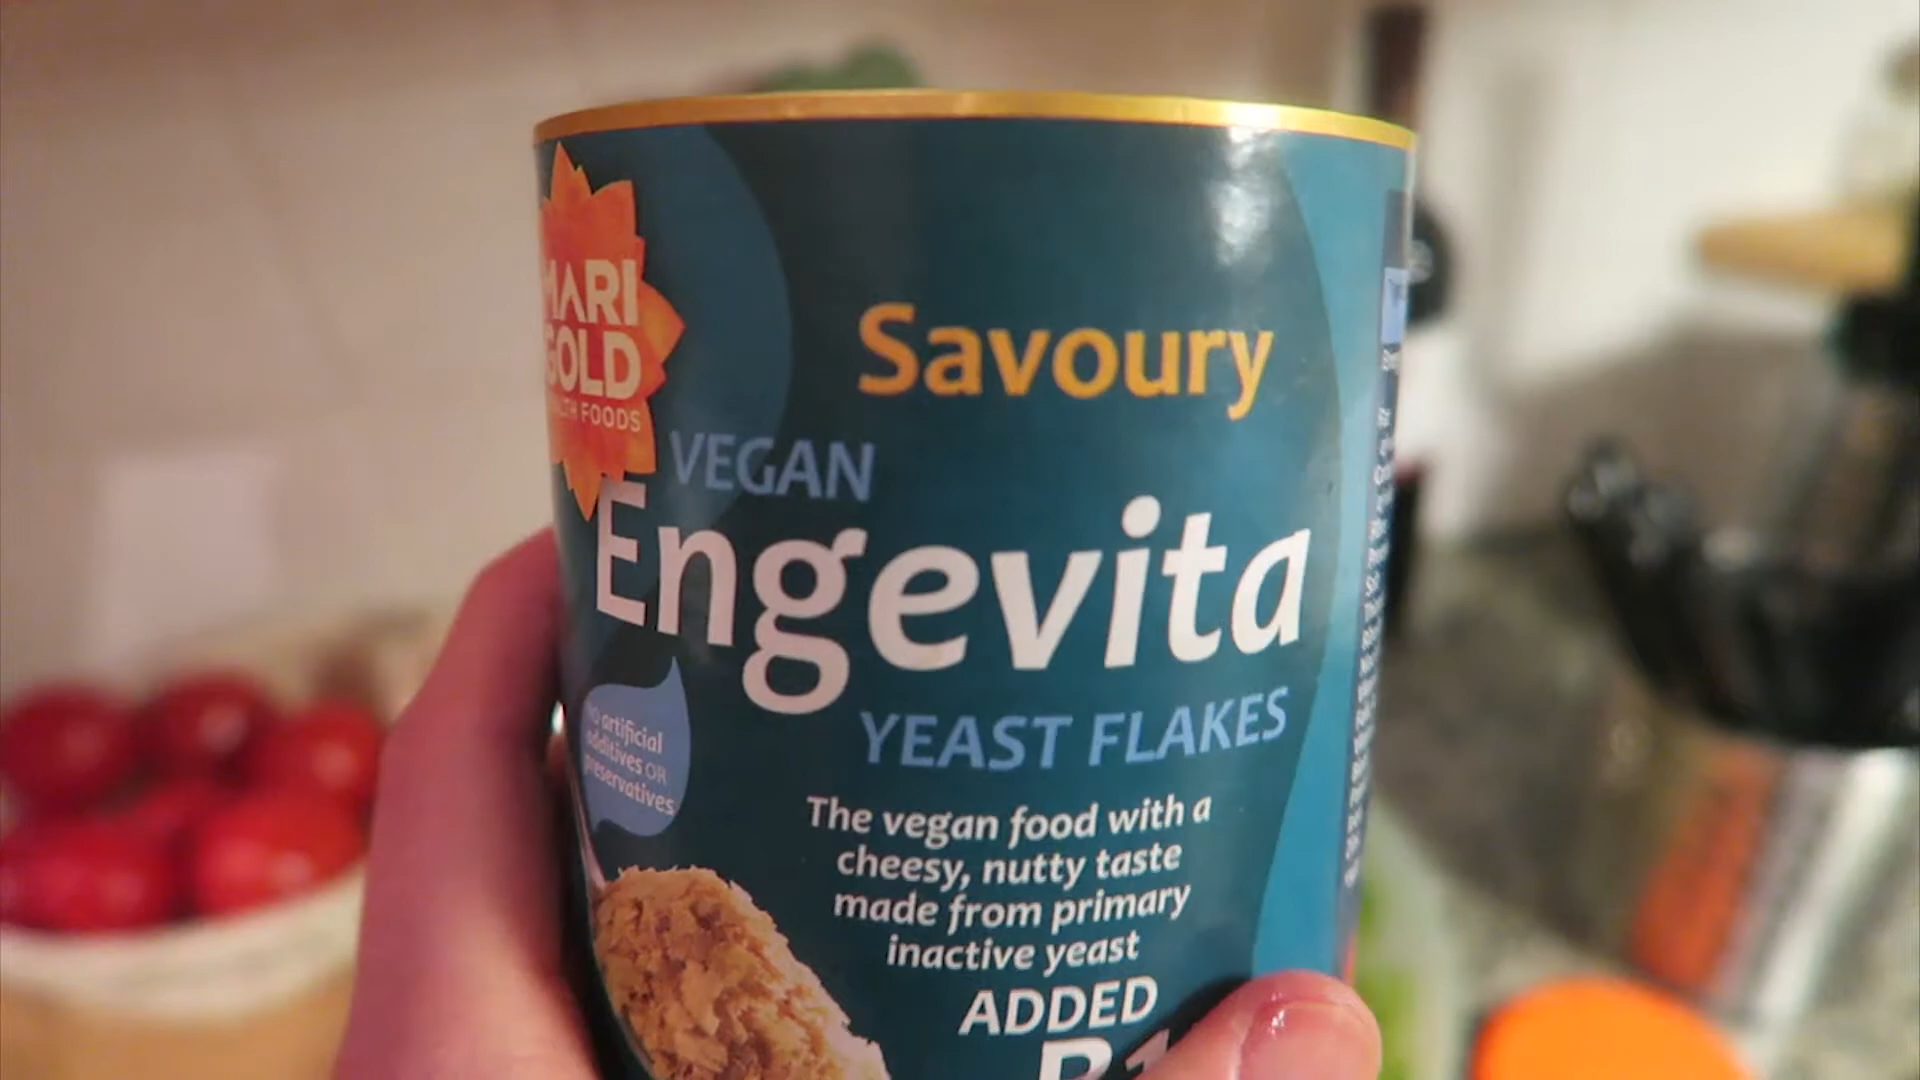 MARI
GOLD
FOODS
Savoury
VEGAN
Engevita
YEAST FLAKES
NO artificial
additives OR
preservatives
The vegan food with a
cheesy, nutty taste
made from primary
inactive yeast
ADDED